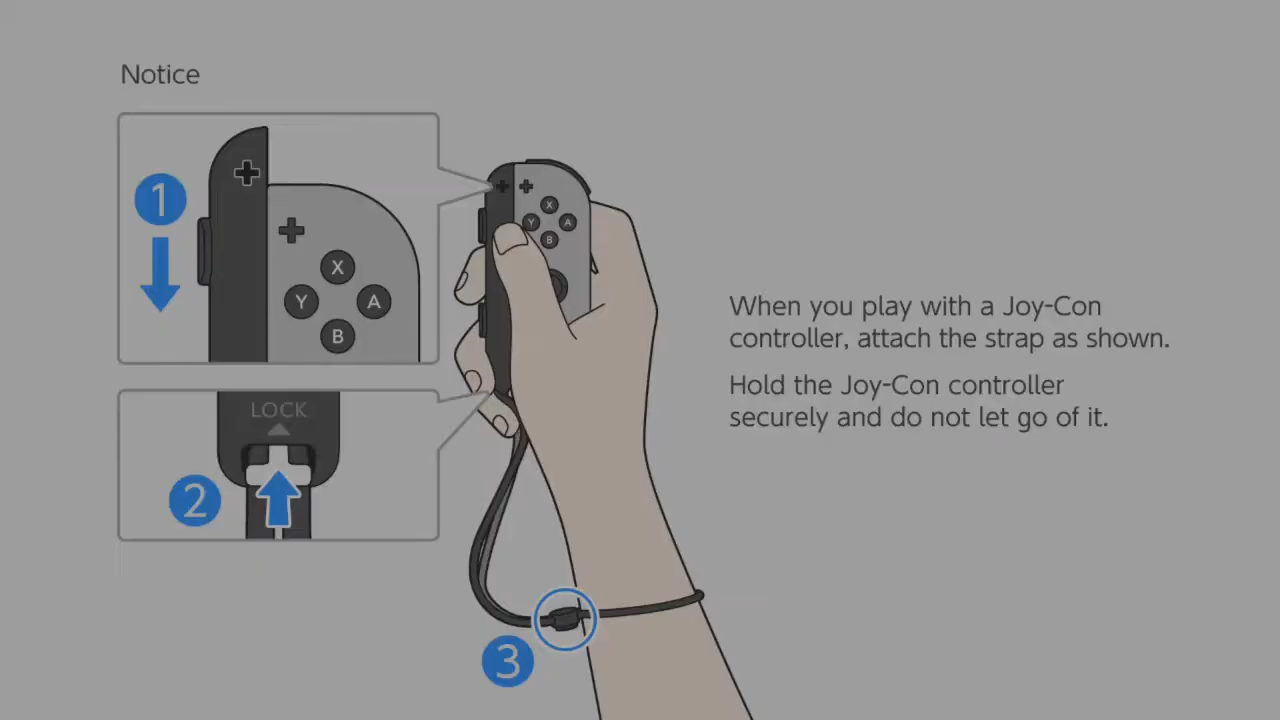 Notice
1
X
Y
A
B
LOCK
2
X
Y
A
B
3
When you play with a Joy-Con
controller, attach the strap as shown.
Hold the Joy-Con controller
securely and do not let go of it.